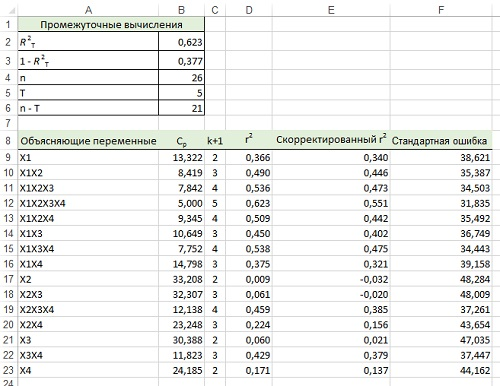 A B C D E F
1 Промежуточные вычисления
2 R²T 0,623
3 1 - R²T 0,377
4 n 26
5 T 5
6 n - T 21
7
8 Объясняющие переменные Cp k+1 r² Скорректированный r² Стандартная ошибка
9 X1 13,322 2 0,366 0,340 38,621
10 X1X2 8,419 3 0,490 0,446 35,387
11 X1X2X3 7,842 4 0,536 0,473 34,503
12 X1X2X3X4 5,000 5 0,623 0,551 31,835
13 X1X2X4 9,345 4 0,509 0,442 35,492
14 X1X3 10,649 3 0,450 0,402 36,749
15 X1X3X4 7,752 4 0,538 0,475 34,443
16 X1X4 14,798 3 0,375 0,321 39,158
17 X2 33,208 2 0,009 -0,032 48,284
18 X2X3 32,307 3 0,061 -0,020 48,009
19 X2X3X4 12,138 4 0,459 0,385 37,261
20 X2X4 23,248 3 0,224 0,156 43,654
21 X3 30,388 2 0,060 0,021 47,035
22 X3X4 11,823 3 0,429 0,379 37,447
23 X4 24,185 2 0,171 0,137 44,162
24